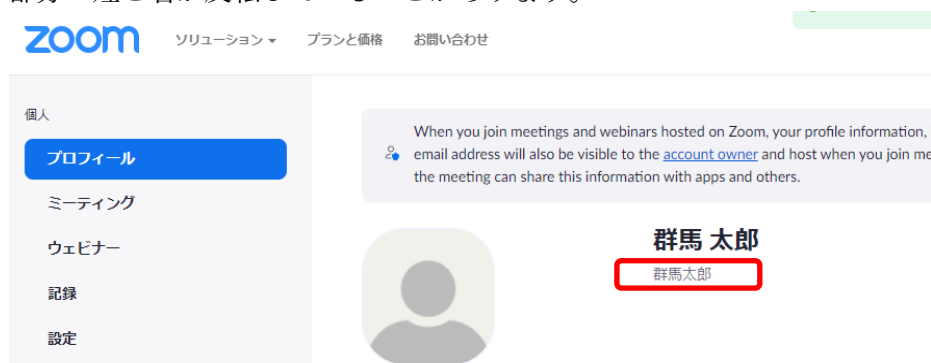 zoom ソリューション プランと価格 お問い合わせ
個人
プロフィール
ミーティング
ウェビナー
記録
設定
When you join meetings and webinars hosted on Zoom, your profile information,
email address will also be visible to the account owner and host when you join me
the meeting can share this information with apps and others.
群馬 太郎
群馬太郎